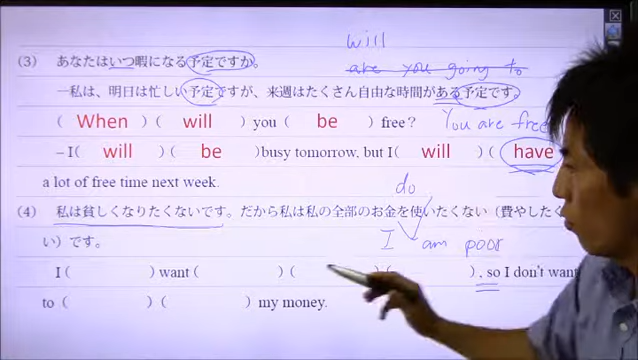 will
(3) あなたはいつ暇になる予定ですか。 are you going to
―私は、明日は忙しい予定ですが、来週はたくさん自由な時間がある予定です。
( When ) ( will ) you ( be ) free? You are free
– I ( will ) ( be ) busy tomorrow, but I ( will ) ( have
a lot of free time next week.
do
(4) 私は貧しくなりたくないです。だから私は私の全部のお金を使いたくない（費やしたく
い）です。 I am poor
I ( ) want ( ) ( ) ( ) , so I don't want
to ( ) ( ) my money.